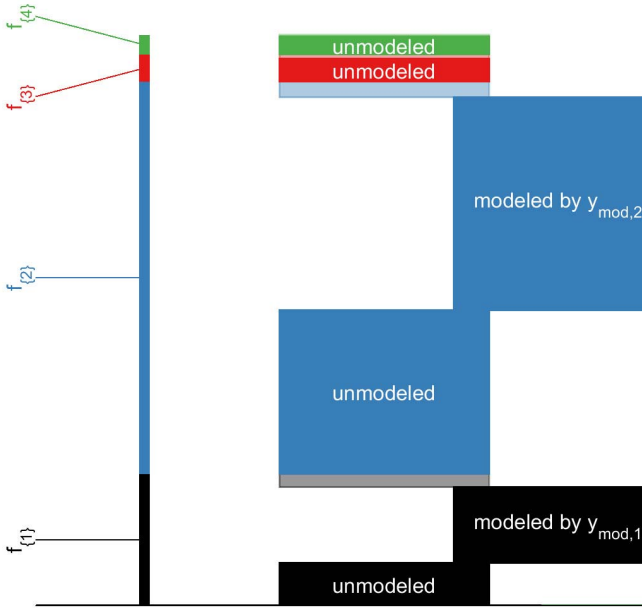 f{4}
unmodeled
f{3}
unmodeled
modeled by ymod,2
f{2}
unmodeled
modeled by ymod,1
f{1}
unmodeled